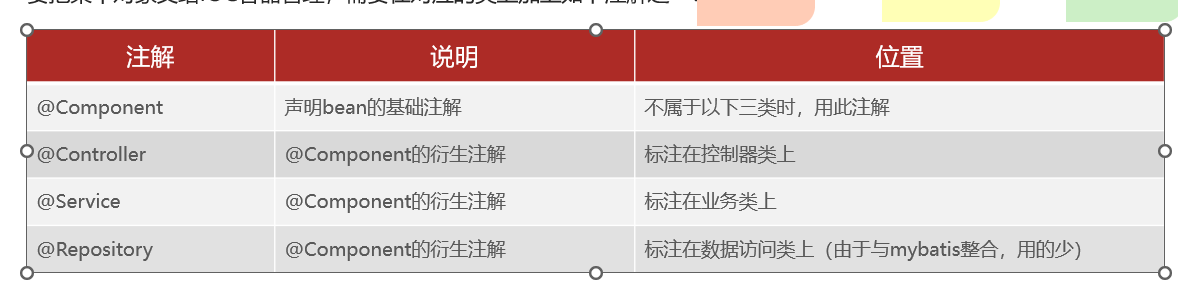 注解 说明 位置
@Component 声明bean的基础注解 不属于以下三类时，用此注解
@Controller @Component的衍生注解 标注在控制器类上
@Service @Component的衍生注解 标注在业务类上
@Repository @Component的衍生注解 标注在数据访问类上（由于与mybatis整合，用的少）